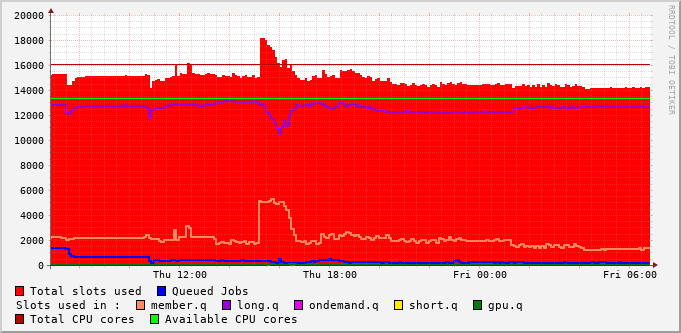 20000
18000
16000
14000
12000
10000
8000
6000
4000
2000
0
Thu 12:00 Thu 18:00 Fri 00:00 Fri 06:00
RRDTOOL / TOBI OETIKER
Total slots used Queued Jobs
Slots used in : member.q long.q ondemand.q short.q gpu.q
Total CPU cores Available CPU cores